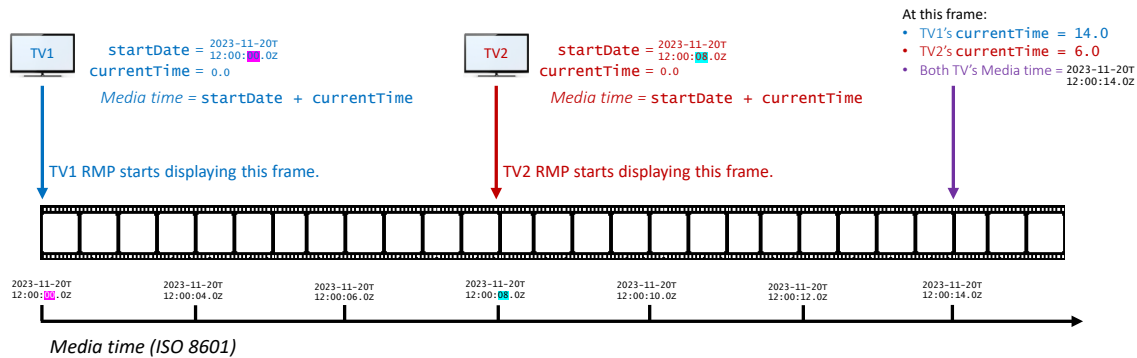 TV1
startDate = 2023-11-20T
12:00:00.0Z
currentTime = 0.0
Media time = startDate + currentTime
TV1 RMP starts displaying this frame.
TV2
startDate = 2023-11-20T
12:00:08.0Z
currentTime = 0.0
Media time = startDate + currentTime
TV2 RMP starts displaying this frame.
At this frame:
• TV1's currentTime = 14.0
• TV2's currentTime = 6.0
• Both TV's Media time = 2023-11-20T
12:00:14.0Z
2023-11-20T
12:00:00.0Z
2023-11-20T
12:00:04.0Z
2023-11-20T
12:00:06.0Z
2023-11-20T
12:00:08.0Z
2023-11-20T
12:00:10.0Z
2023-11-20T
12:00:12.0Z
2023-11-20T
12:00:14.0Z
Media time (ISO 8601)